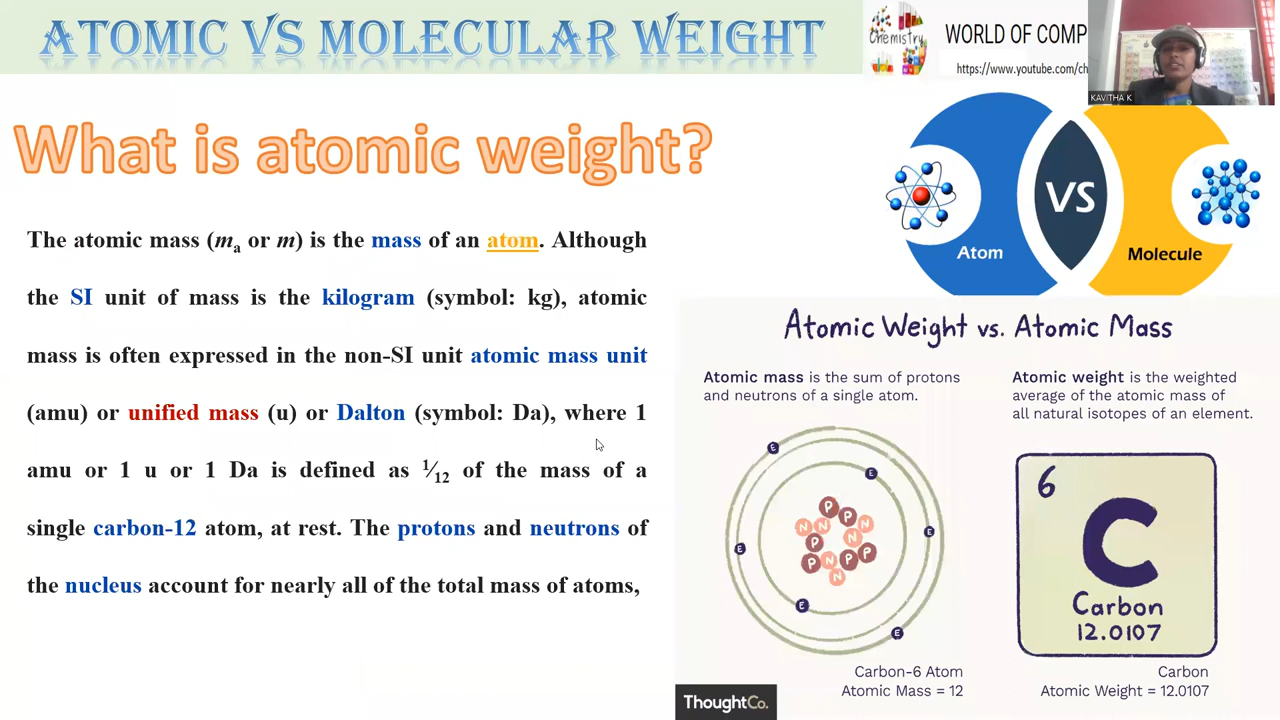 ATOMIC VS MOLECULAR WEIGHT
Chemistry
WORLD OF COMP
https://www.youtube.com/ch
KAVITHA K
What is atomic weight?
The atomic mass (mₐ or m) is the mass of an atom. Although
the SI unit of mass is the kilogram (symbol: kg), atomic
mass is often expressed in the non-SI unit atomic mass unit
(amu) or unified mass (u) or Dalton (symbol: Da), where 1
amu or 1 u or 1 Da is defined as ¹⁄₁₂ of the mass of a
single carbon-12 atom, at rest. The protons and neutrons of
the nucleus account for nearly all of the total mass of atoms,
VS
Atom
Molecule
Atomic Weight vs. Atomic Mass
Atomic mass is the sum of protons
and neutrons of a single atom.
E
E
E
E
E
E
P
P
N
N
N
P
N
P
N
P
P
N
Carbon-6 Atom
Atomic Mass = 12
Atomic weight is the weighted
average of the atomic mass of
all natural isotopes of an element.
6
C
Carbon
12.0107
Carbon
Atomic Weight = 12.0107
ThoughtCo.